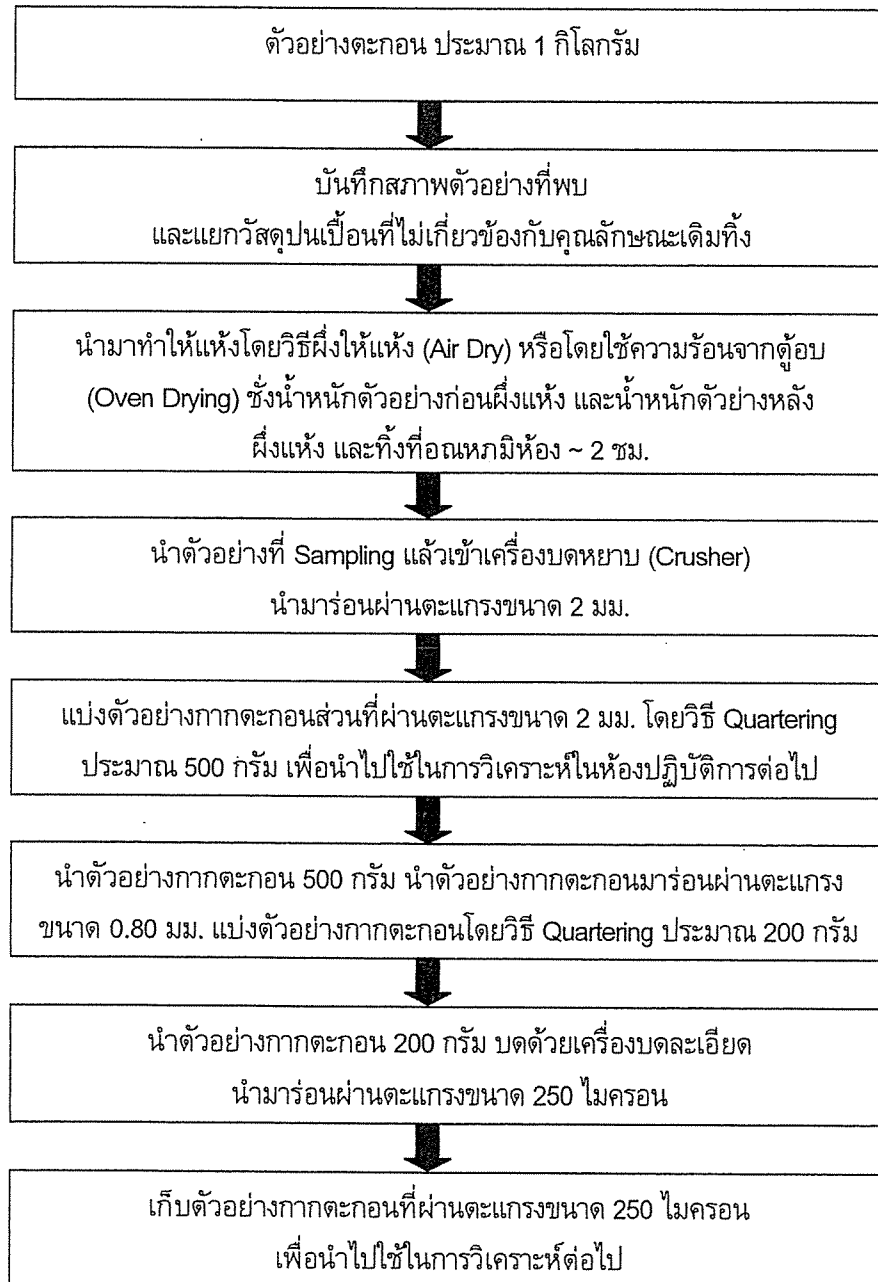 ตัวอย่างตะกอน ประมาณ 1 กิโลกรัม
บันทึกสภาพตัวอย่างที่พบ
และแยกวัสดุปนเปื้อนที่ไม่เกี่ยวข้องกับคุณลักษณะเดิมทิ้ง
นำมาทำให้แห้งโดยวิธีผึ่งให้แห้ง (Air Dry) หรือโดยใช้ความร้อนจากตู้อบ
(Oven Drying) ชั่งน้ำหนักตัวอย่างก่อนผึ่งแห้ง และน้ำหนักตัวย่างหลัง
ผึ่งแห้ง และทิ้งที่อุณหภูมิห้อง ~ 2 ชม.
นำตัวอย่างที่ Sampling แล้วเข้าเครื่องบดหยาบ (Crusher)
นำมาร่อนผ่านตะแกรงขนาด 2 มม.
แบ่งตัวอย่างกากตะกอนส่วนที่ผ่านตะแกรงขนาด 2 มม. โดยวิธี Quartering
ประมาณ 500 กรัม เพื่อนำไปใช้ในการวิเคราะห์ในห้องปฏิบัติการต่อไป
นำตัวอย่างกากตะกอน 500 กรัม นำตัวอย่างกากตะกอนมาร่อนผ่านตะแกรง
ขนาด 0.80 มม. แบ่งตัวอย่างกากตะกอนโดยวิธี Quartering ประมาณ 200 กรัม
นำตัวอย่างกากตะกอน 200 กรัม บดด้วยเครื่องบดละเอียด
นำมาร่อนผ่านตะแกรงขนาด 250 ไมครอน
เก็บตัวอย่างกากตะกอนที่ผ่านตะแกรงขนาด 250 ไมครอน
เพื่อนำไปใช้ในการวิเคราะห์ต่อไป